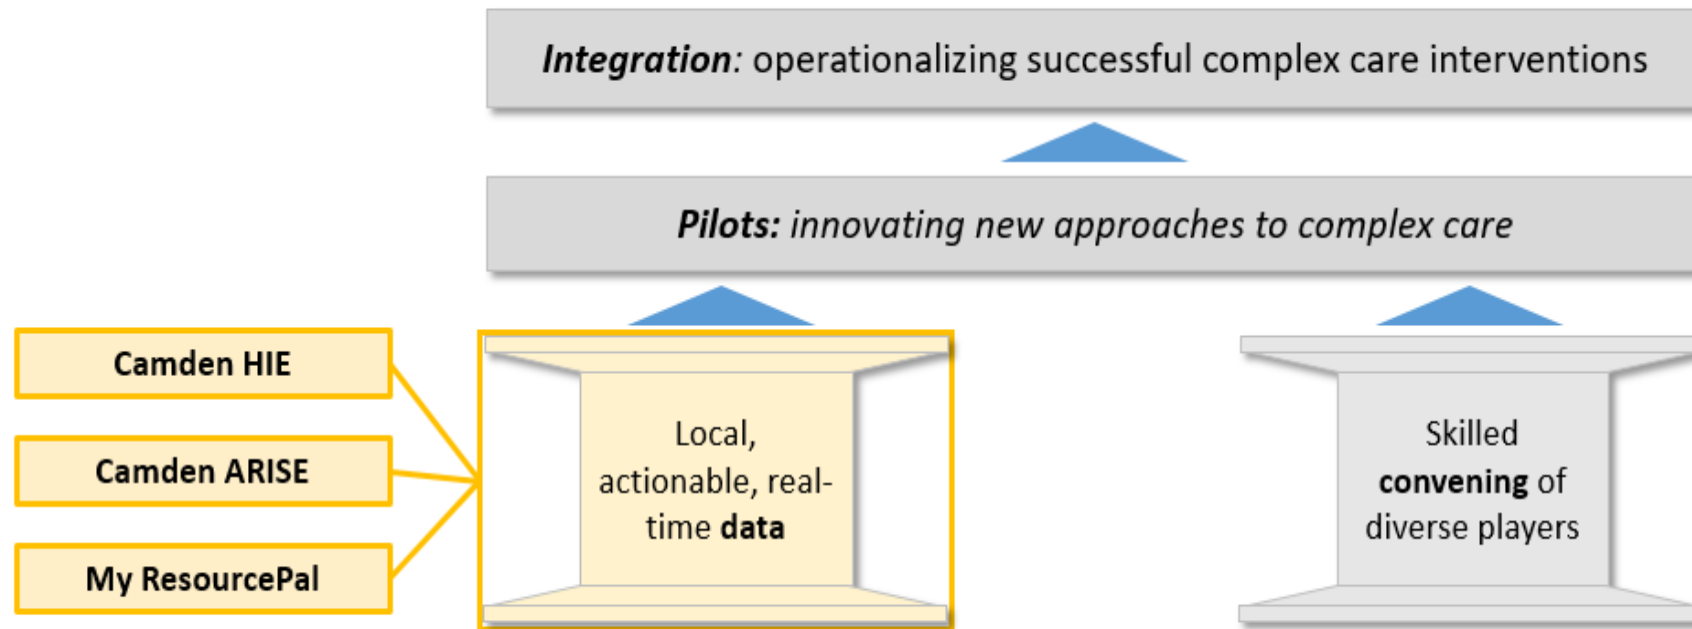 Integration: operationalizing successful complex care interventions
Pilots: innovating new approaches to complex care
Camden HIE
Camden ARISE
My ResourcePal
Local,
actionable, real-
time data
Skilled
convening of
diverse players